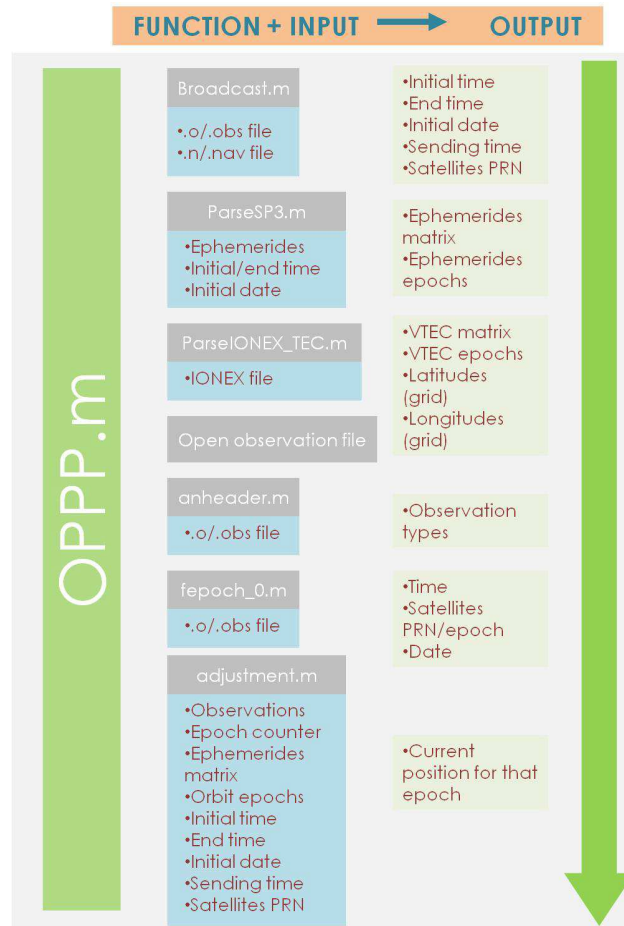 FUNCTION + INPUT
OUTPUT
OPPP.m
Broadcast.m
•.o/.obs file
•.n/.nav file
•Initial time
•End time
•Initial date
•Sending time
•Satellites PRN
ParseSP3.m
•Ephemerides
•Initial/end time
•Initial date
•Ephemerides
matrix
•Ephemerides
epochs
ParseIONEX_TEC.m
•IONEX file
•VTEC matrix
•VTEC epochs
•Latitudes
(grid)
•Longitudes
(grid)
Open observation file
anheader.m
•.o/.obs file
•Observation
types
fepoch_0.m
•.o/.obs file
•Time
•Satellites
PRN/epoch
•Date
adjustment.m
•Observations
•Epoch counter
•Ephemerides
matrix
•Orbit epochs
•Initial time
•End time
•Initial date
•Sending time
•Satellites PRN
•Current
position for that
epoch